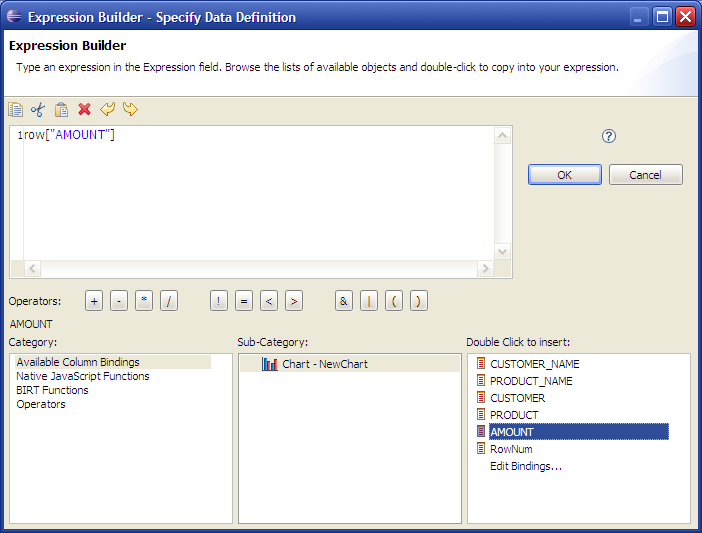 Expression Builder - Specify Data Definition
Expression Builder
Type an expression in the Expression field. Browse the lists of available objects and double-click to copy into your expression.
1row["AMOUNT"]
?
OK
Cancel
Operators:
+ - * / ! = < > & | ( )
AMOUNT
Category:
Available Column Bindings
Native JavaScript Functions
BIRT Functions
Operators
Sub-Category:
Chart - NewChart
Double Click to insert:
CUSTOMER_NAME
PRODUCT_NAME
CUSTOMER
PRODUCT
AMOUNT
RowNum
Edit Bindings...